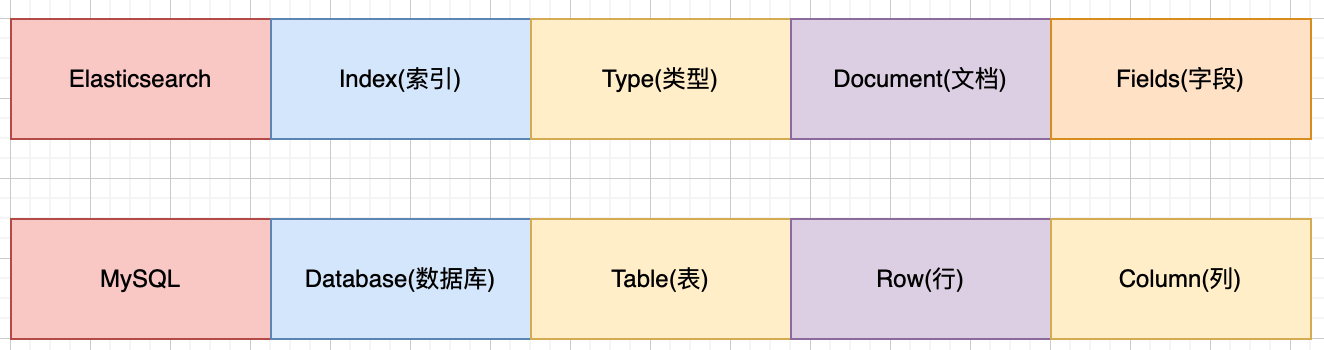 Elasticsearch
Index(索引)
Type(类型)
Document(文档)
Fields(字段)
MySQL
Database(数据库)
Table(表)
Row(行)
Column(列)